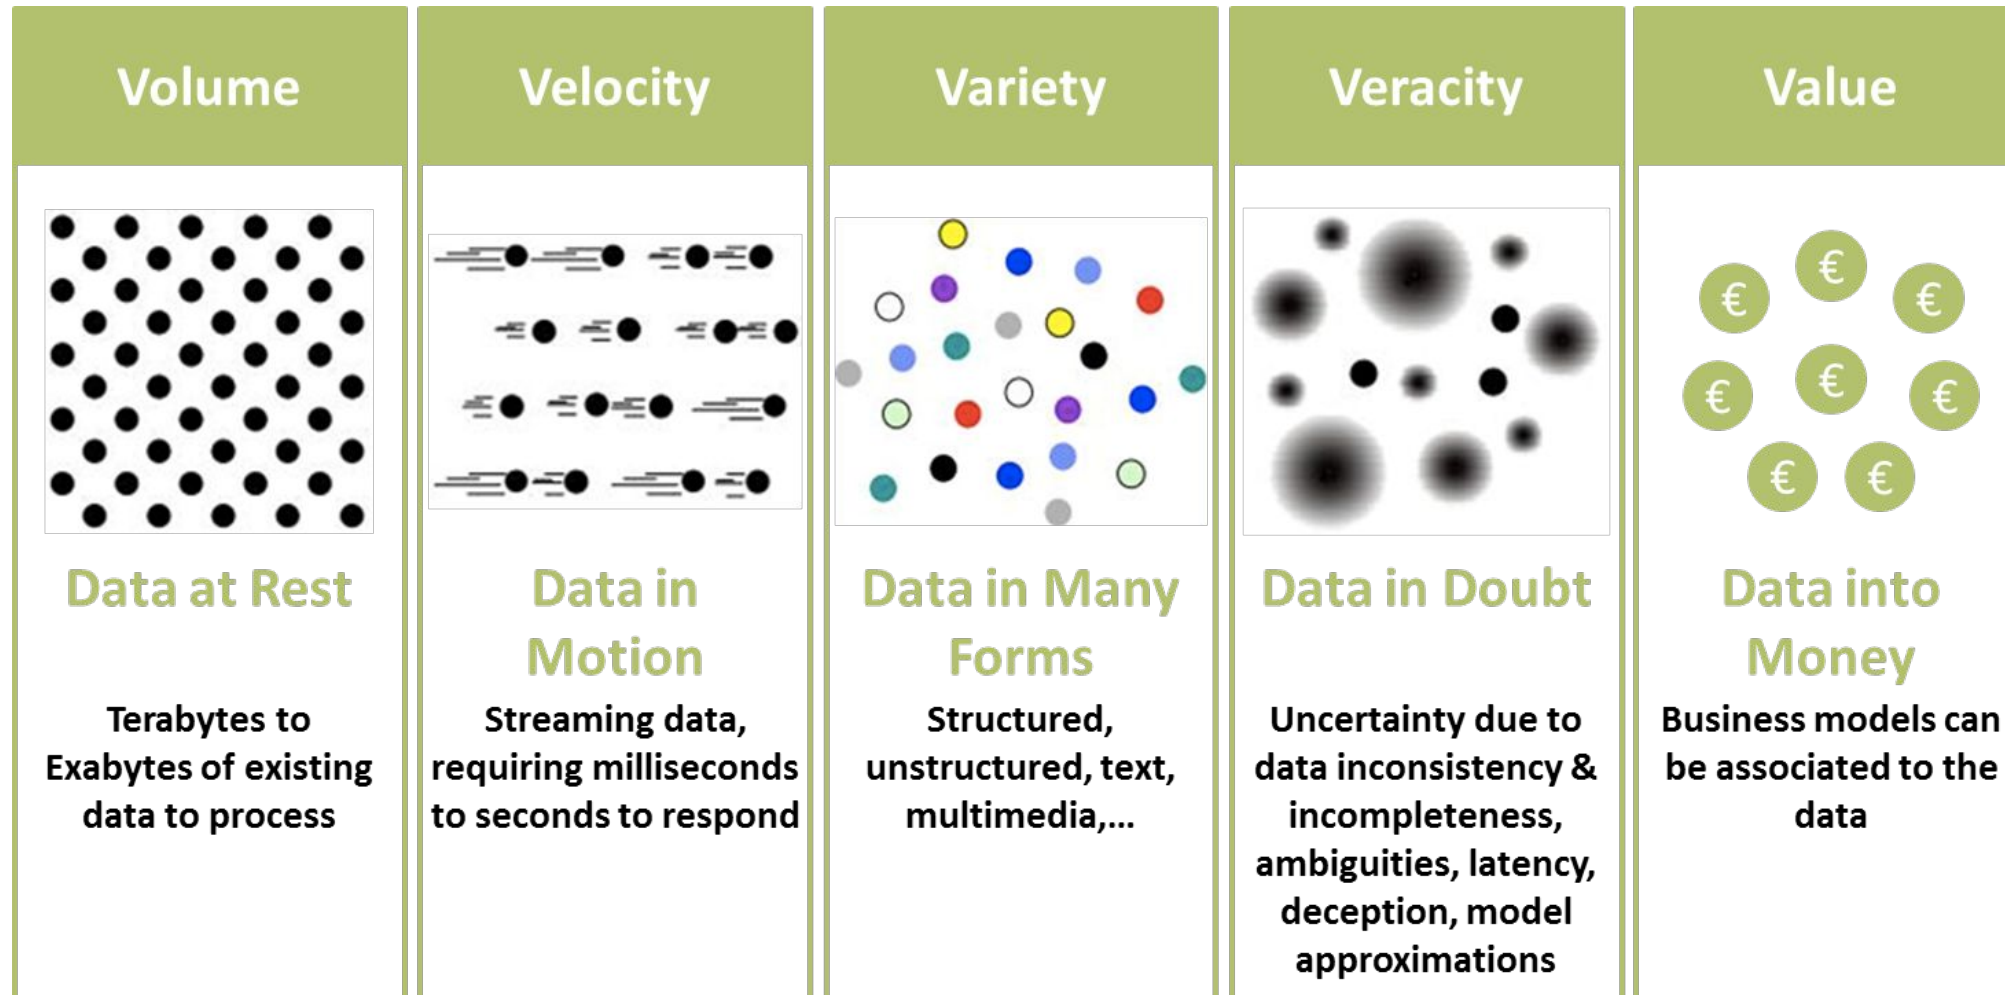 Volume
Data at Rest
Terabytes to
Exabytes of existing
data to process
Velocity
Data in
Motion
Streaming data,
requiring milliseconds
to seconds to respond
Variety
Data in Many
Forms
Structured,
unstructured, text,
multimedia,...
Veracity
Data in Doubt
Uncertainty due to
data inconsistency &
incompleteness,
ambiguities, latency,
deception, model
approximations
Value
€
€ €
€
€ €
€ €
Data into
Money
Business models can
be associated to the
data